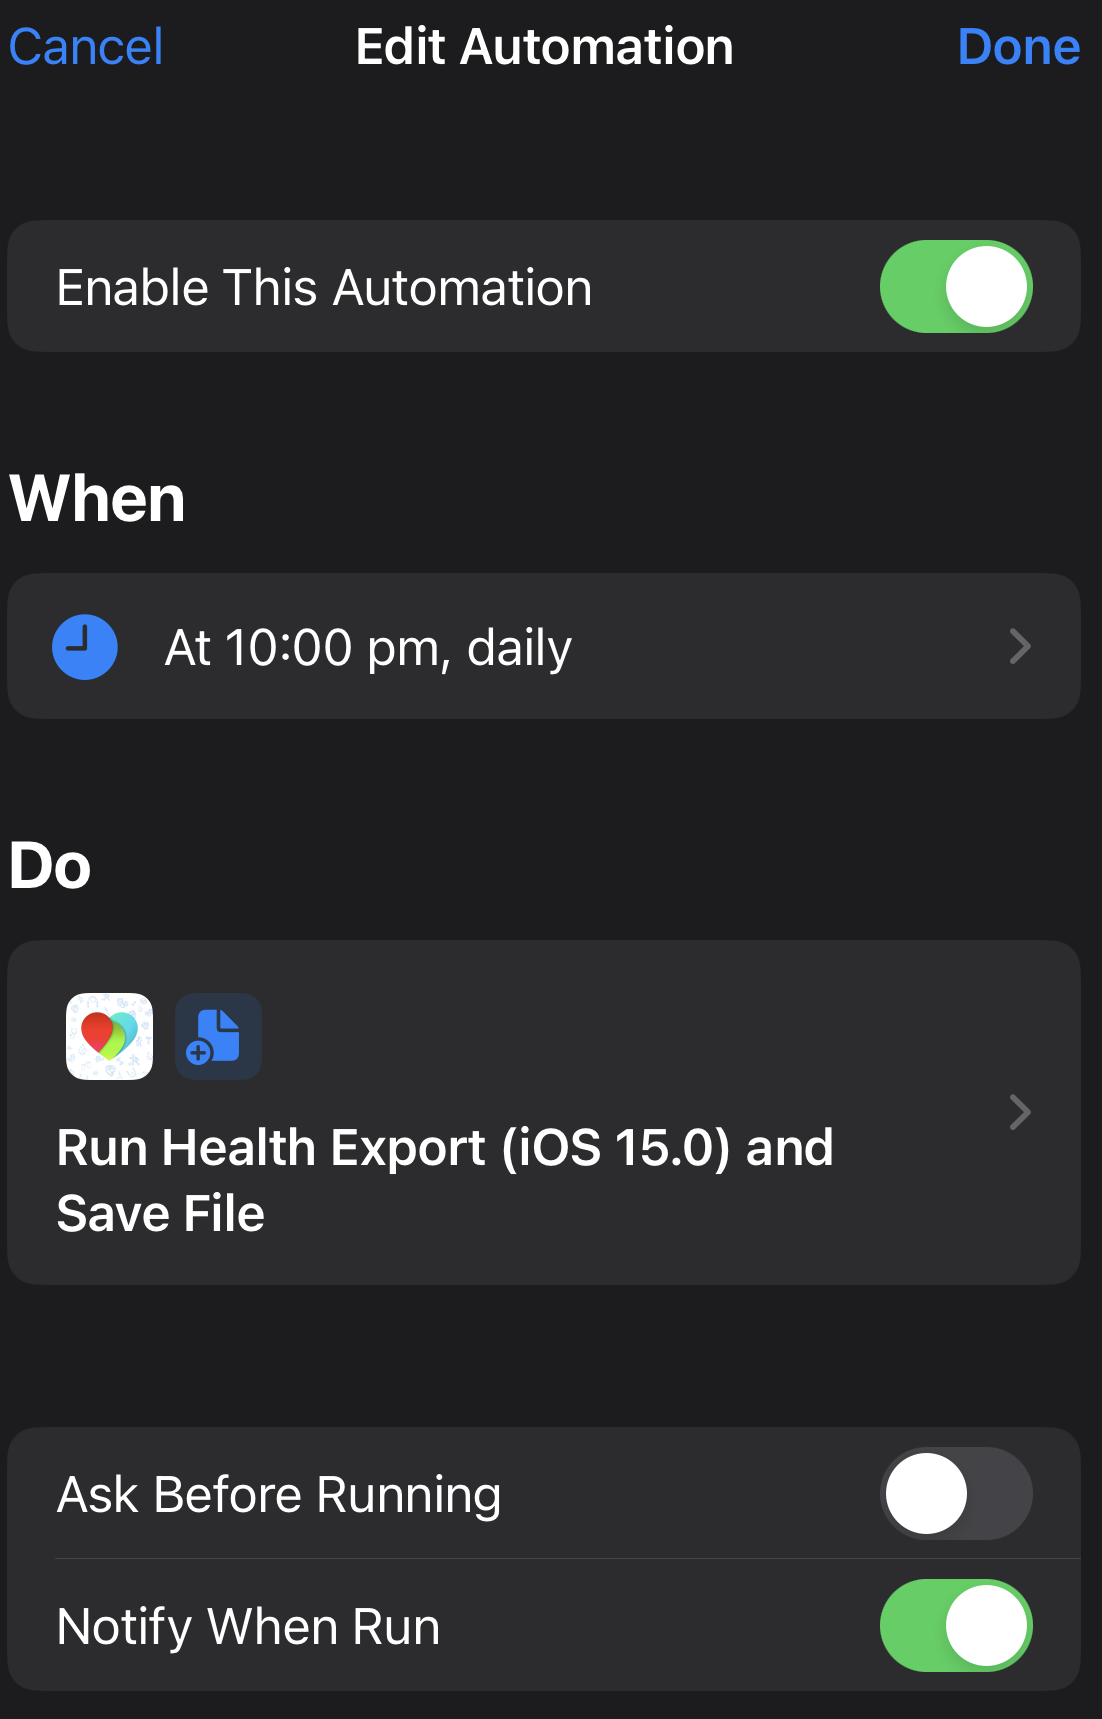 Cancel Edit Automation Done
Enable This Automation
When
At 10:00 pm, daily
Do
Run Health Export (iOS 15.0) and
Save File
Ask Before Running
Notify When Run